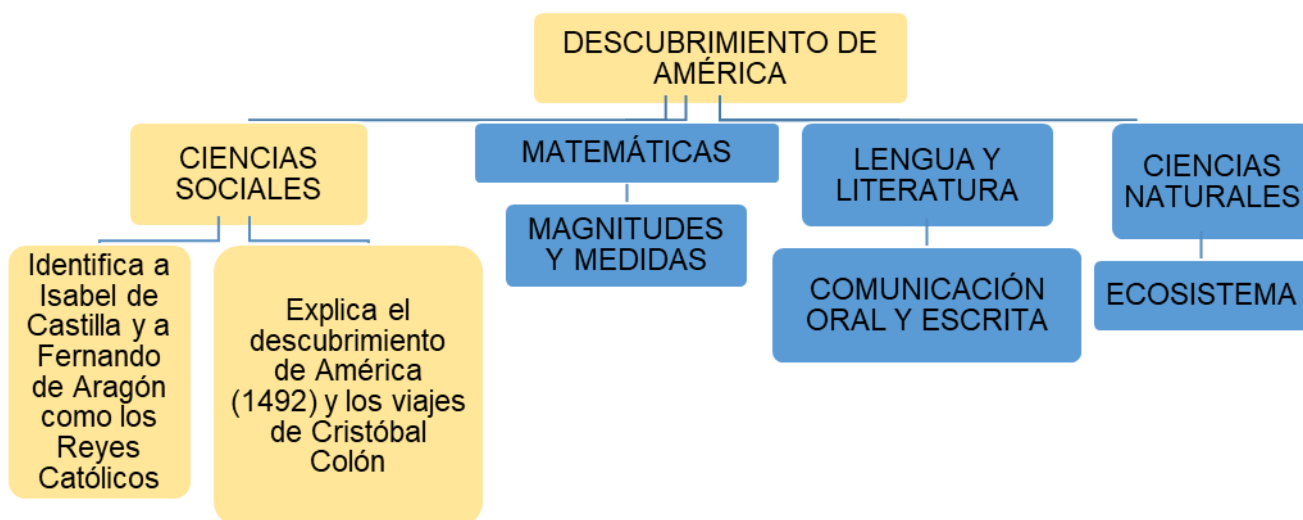 DESCUBRIMIENTO DE
AMÉRICA
CIENCIAS
SOCIALES
MATEMÁTICAS
LENGUA Y
LITERATURA
CIENCIAS
NATURALES
Identifica a
Isabel de
Castilla y a
Fernando
de Aragón
como los
Reyes
Católicos
Explica el
descubrimiento
de América
(1492) y los viajes
de Cristóbal
Colón
MAGNITUDES
Y MEDIDAS
COMUNICACIÓN
ORAL Y ESCRITA
ECOSISTEMA